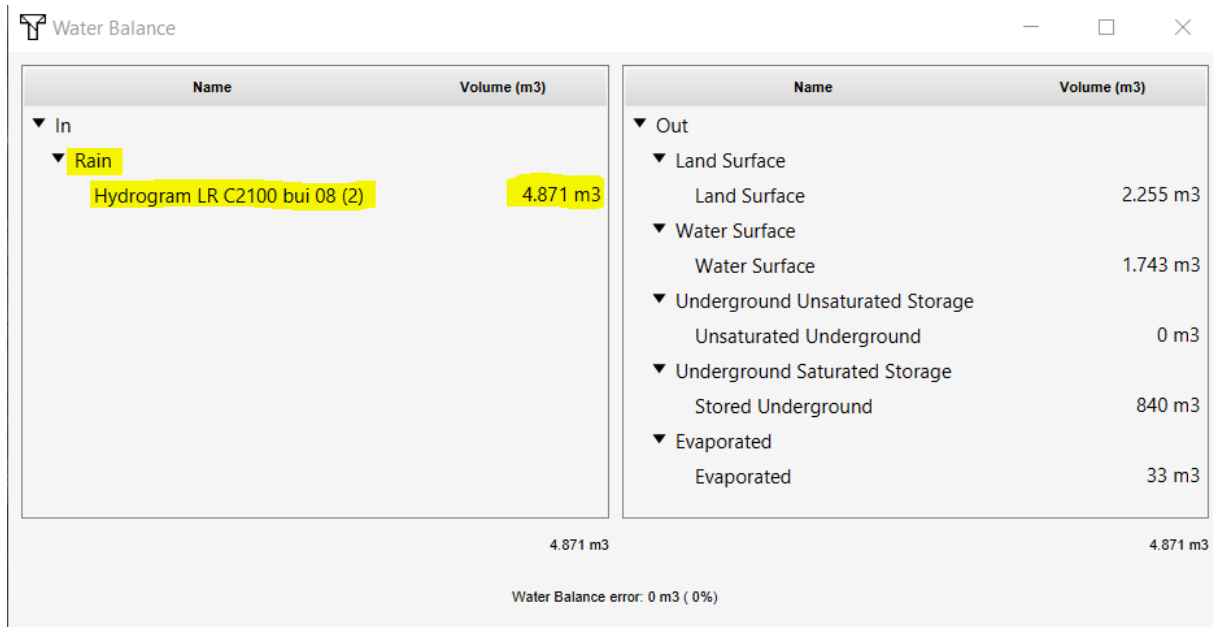 Water Balance
Name Volume (m3)
In
Rain
Hydrogram LR C2100 bui 08 (2) 4.871 m3
4.871 m3
Name Volume (m3)
Out
Land Surface
Land Surface 2.255 m3
Water Surface
Water Surface 1.743 m3
Underground Unsaturated Storage
Unsaturated Underground 0 m3
Underground Saturated Storage
Stored Underground 840 m3
Evaporated
Evaporated 33 m3
4.871 m3
Water Balance error: 0 m3 ( 0%)